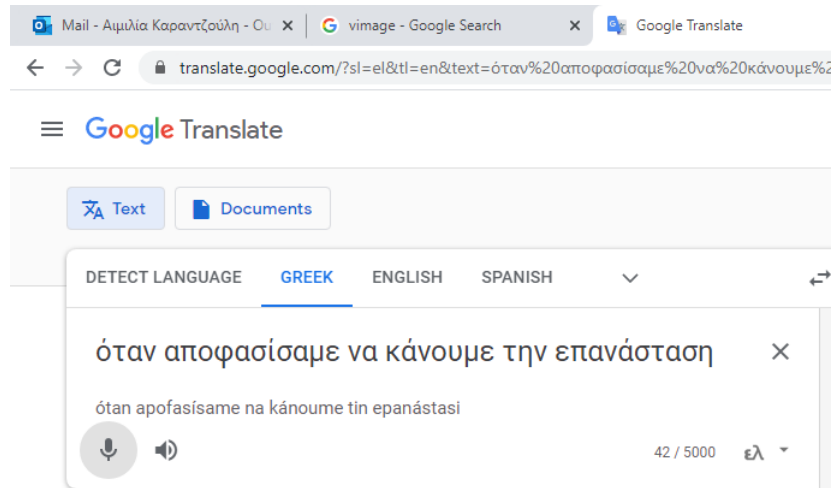 Mail - Αιμιλία Καραντζούλη - Ου
vimage - Google Search
Google Translate
translate.google.com/?sl=el&tl=en&text=όταν%20αποφασίσαμε%20να%20κάνουμε%2
Google Translate
Text
Documents
DETECT LANGUAGE GREEK ENGLISH SPANISH
όταν αποφασίσαμε να κάνουμε την επανάσταση
ótan apofasísame na kánoume tin epanástasi
42 / 5000 ελ